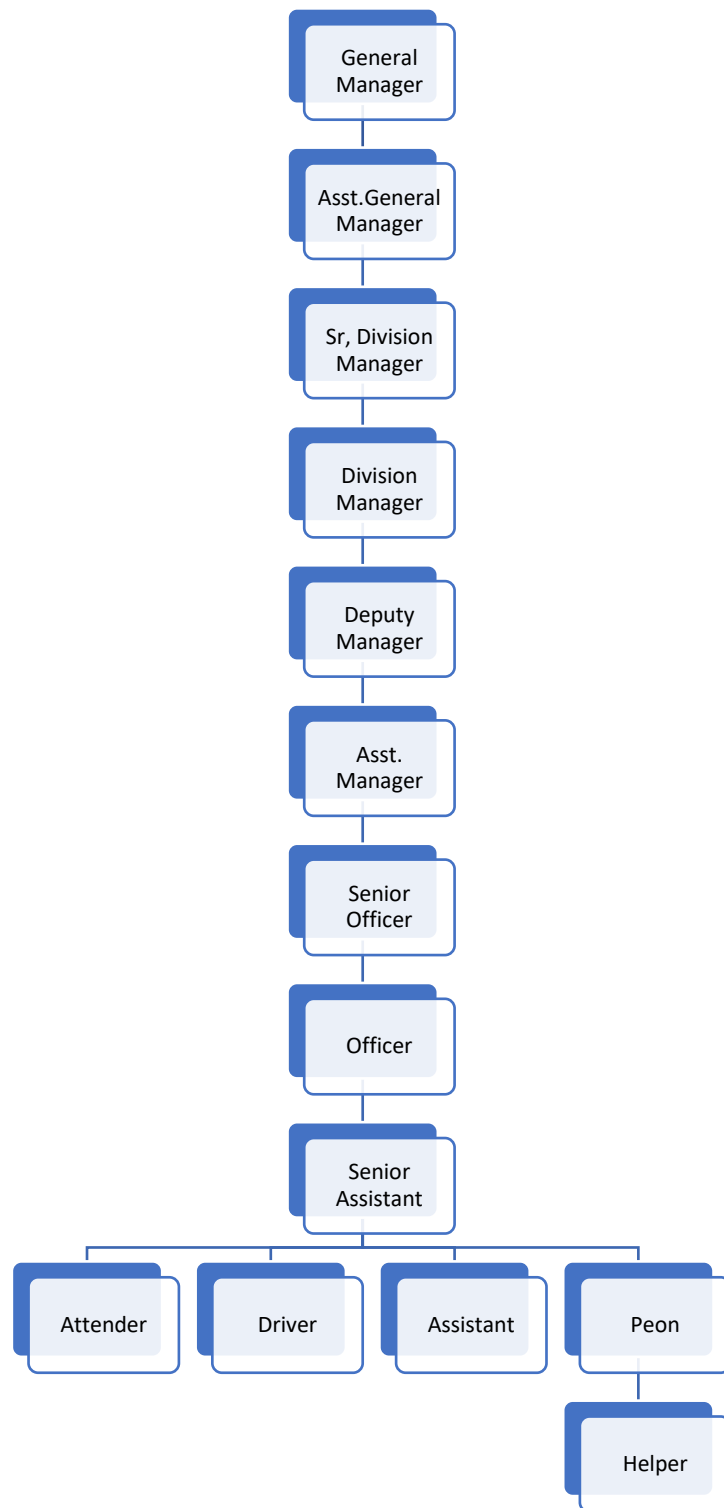 General
Manager
Asst.General
Manager
Sr, Division
Manager
Division
Manager
Deputy
Manager
Asst.
Manager
Senior
Officer
Officer
Senior
Assistant
Attender
Driver
Assistant
Peon
Helper